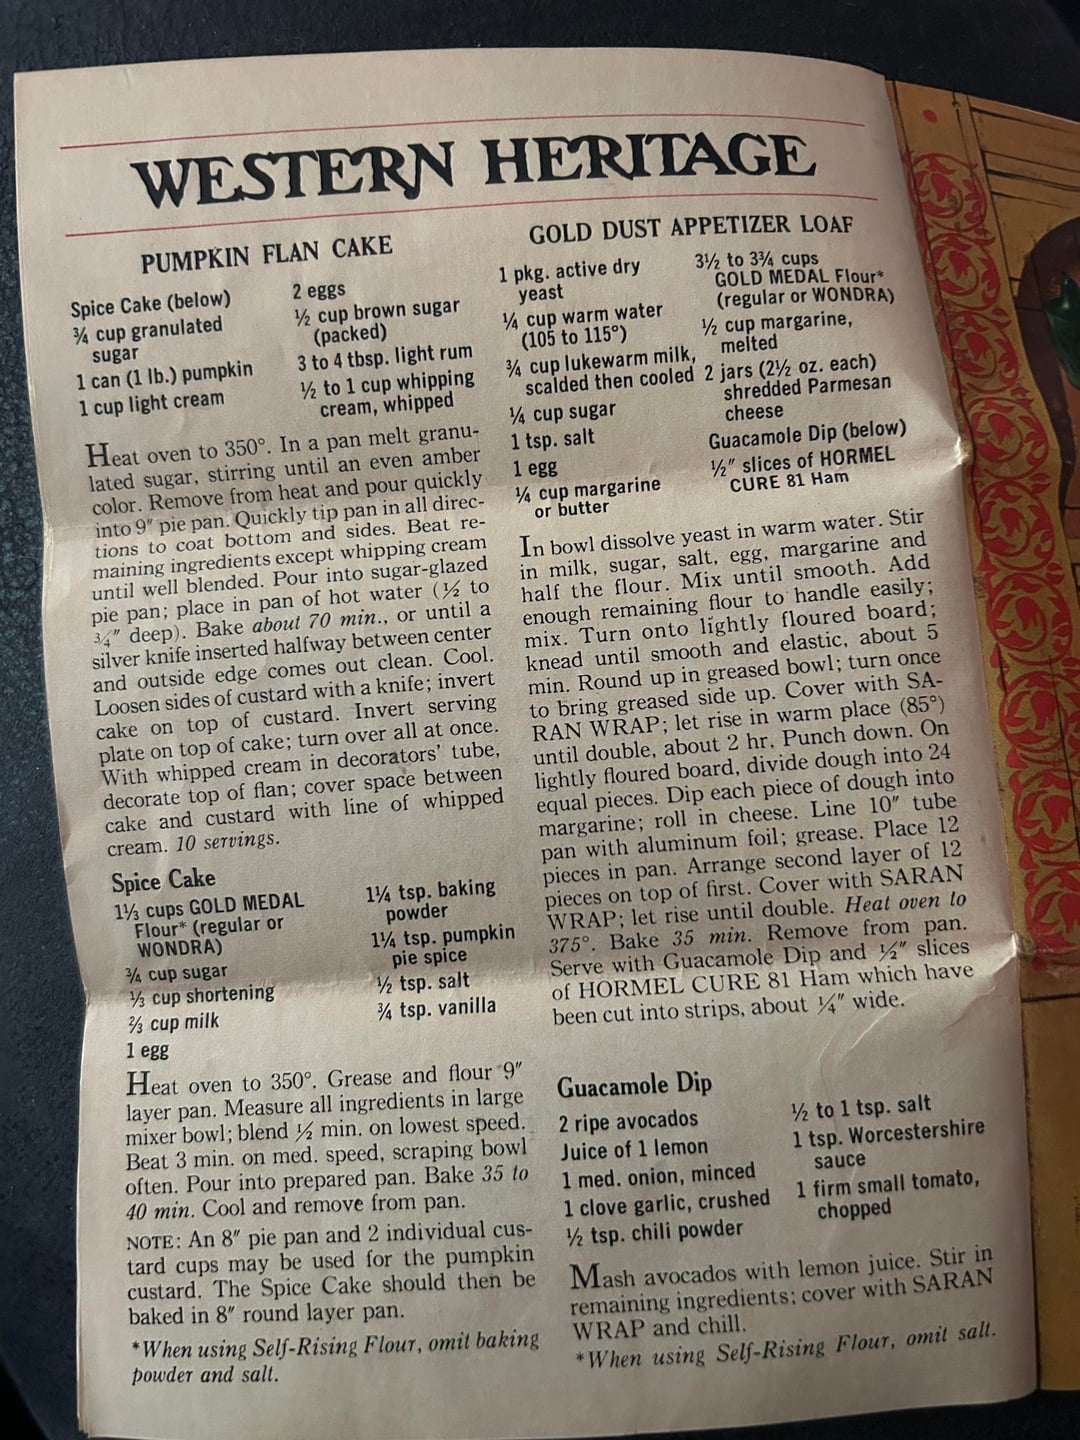 WESTERN HERITAGE
PUMPKIN FLAN CAKE
Spice Cake (below)
¾ cup granulated
sugar
1 can (1 lb.) pumpkin
1 cup light cream
2 eggs
½ cup brown sugar
(packed)
3 to 4 tbsp. light rum
½ to 1 cup whipping
cream, whipped
Heat oven to 350°. In a pan melt granu-
lated sugar, stirring until an even amber
color. Remove from heat and pour quickly
into 9″ pie pan. Quickly tip pan in all direc-
tions to coat bottom and sides. Beat re-
maining ingredients except whipping cream
until well blended. Pour into sugar-glazed
pie pan; place in pan of hot water (½ to
¾″ deep). Bake about 70 min., or until a
silver knife inserted halfway between center
and outside edge comes out clean. Cool.
Loosen sides of custard with a knife; invert
cake on top of custard. Invert serving
plate on top of cake; turn over all at once.
With whipped cream in decorators' tube,
decorate top of flan; cover space between
cake and custard with line of whipped
cream. 10 servings.
Spice Cake
1⅓ cups GOLD MEDAL
Flour* (regular or
WONDRA)
¾ cup sugar
⅓ cup shortening
⅔ cup milk
1 egg
1¼ tsp. baking
powder
1¼ tsp. pumpkin
pie spice
½ tsp. salt
¾ tsp. vanilla
Heat oven to 350°. Grease and flour 9″
layer pan. Measure all ingredients in large
mixer bowl; blend ½ min. on lowest speed.
Beat 3 min. on med. speed, scraping bowl
often. Pour into prepared pan. Bake 35 to
40 min. Cool and remove from pan.
NOTE: An 8″ pie pan and 2 individual cus-
tard cups may be used for the pumpkin
custard. The Spice Cake should then be
baked in 8″ round layer pan.
*When using Self-Rising Flour, omit baking
powder and salt.
GOLD DUST APPETIZER LOAF
1 pkg. active dry
yeast
¼ cup warm water
(105 to 115°)
¾ cup lukewarm milk,
scalded then cooled
¼ cup sugar
1 tsp. salt
1 egg
¼ cup margarine
or butter
3½ to 3¾ cups
GOLD MEDAL Flour*
(regular or WONDRA)
½ cup margarine,
melted
2 jars (2½ oz. each)
shredded Parmesan
cheese
Guacamole Dip (below)
½″ slices of HORMEL
CURE 81 Ham
In bowl dissolve yeast in warm water. Stir
in milk, sugar, salt, egg, margarine and
half the flour. Mix until smooth. Add
enough remaining flour to handle easily;
mix. Turn onto lightly floured board;
knead until smooth and elastic, about 5
min. Round up in greased bowl; turn once
to bring greased side up. Cover with SA-
RAN WRAP; let rise in warm place (85°)
until double, about 2 hr. Punch down. On
lightly floured board, divide dough into 24
equal pieces. Dip each piece of dough into
margarine; roll in cheese. Line 10″ tube
pan with aluminum foil; grease. Place 12
pieces in pan. Arrange second layer of 12
pieces on top of first. Cover with SARAN
WRAP; let rise until double. Heat oven to
375°. Bake 35 min. Remove from pan.
Serve with Guacamole Dip and ½″ slices
of HORMEL CURE 81 Ham which have
been cut into strips, about ¼″ wide.
Guacamole Dip
2 ripe avocados
Juice of 1 lemon
1 med. onion, minced
1 clove garlic, crushed
½ tsp. chili powder
½ to 1 tsp. salt
1 tsp. Worcestershire
sauce
1 firm small tomato,
chopped
Mash avocados with lemon juice. Stir in
remaining ingredients; cover with SARAN
WRAP and chill.
*When using Self-Rising Flour, omit salt.